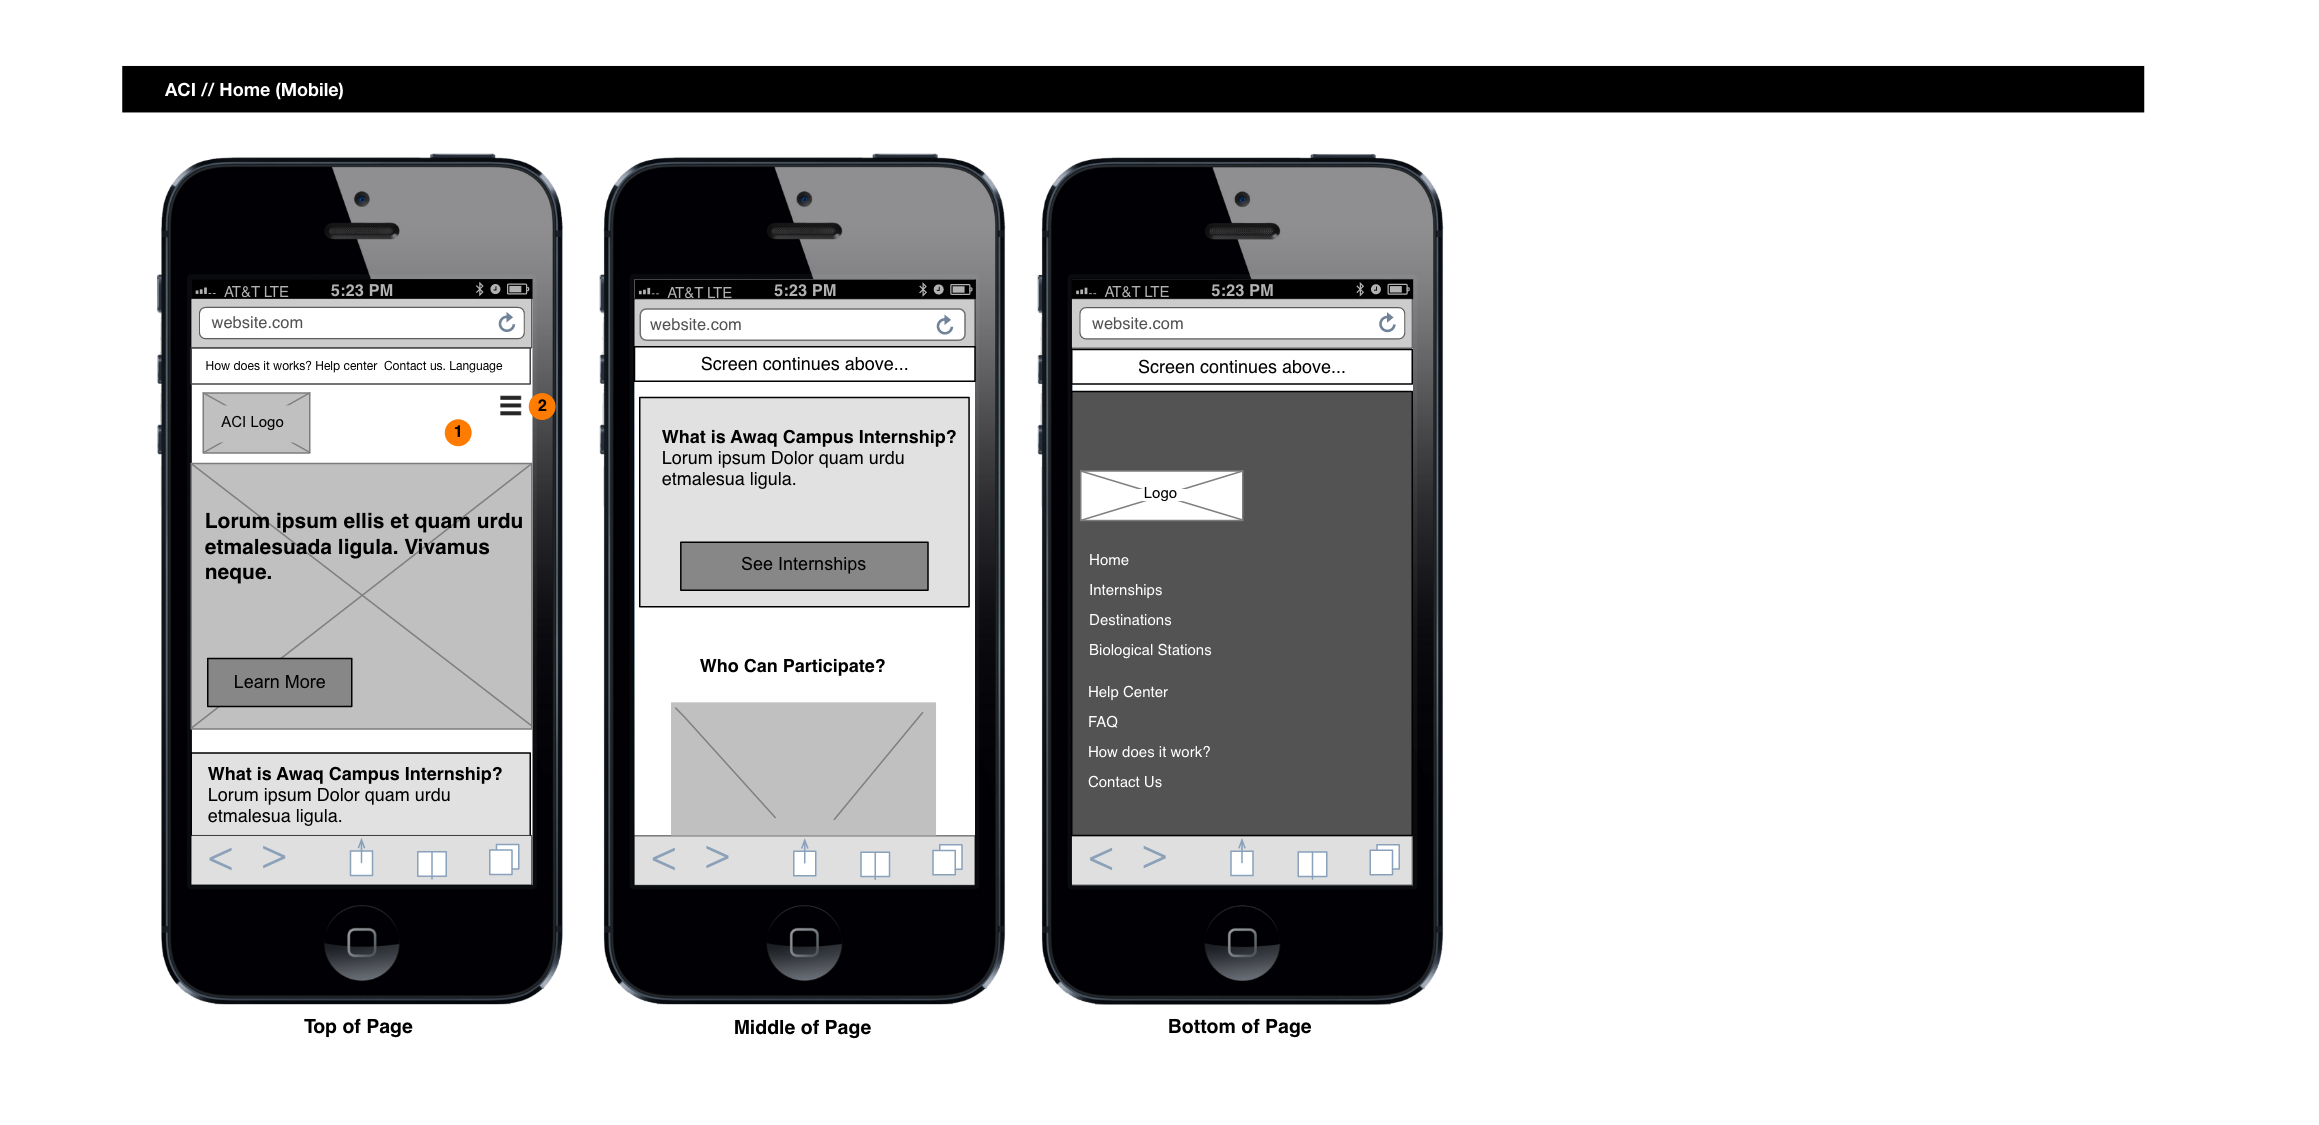 ACI // Home (Mobile)
AT&T LTE 5:23 PM
website.com
How does it works? Help center Contact us. Language
ACI Logo
1
2
Lorum ipsum ellis et quam urdu
etmalesuada ligula. Vivamus
neque.
Learn More
What is Awaq Campus Internship?
Lorum ipsum Dolor quam urdu
etmalesua ligula.
Top of Page
AT&T LTE 5:23 PM
website.com
Screen continues above...
What is Awaq Campus Internship?
Lorum ipsum Dolor quam urdu
etmalesua ligula.
See Internships
Who Can Participate?
Middle of Page
AT&T LTE 5:23 PM
website.com
Screen continues above...
Logo
Home
Internships
Destinations
Biological Stations
Help Center
FAQ
How does it work?
Contact Us
Bottom of Page